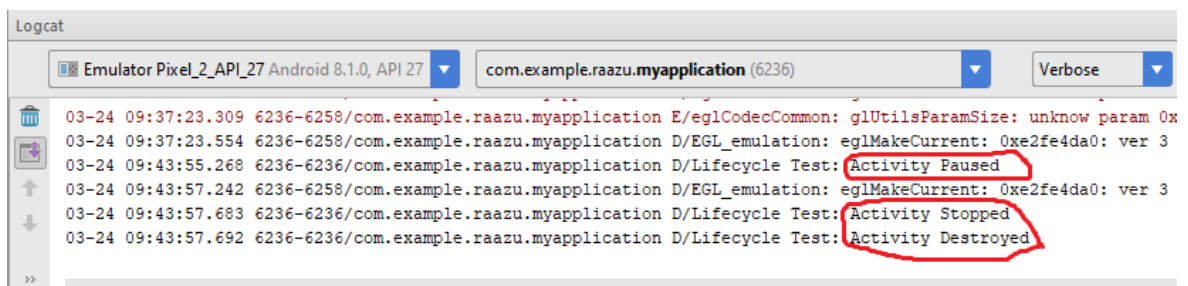 Logcat
Emulator Pixel_2_API_27 Android 8.1.0, API 27 com.example.raazu.myapplication (6236) Verbose
03-24 09:37:23.309 6236-6258/com.example.raazu.myapplication E/eglCodecCommon: glUtilsParamSize: unknow param 0x
03-24 09:37:23.554 6236-6258/com.example.raazu.myapplication D/EGL_emulation: eglMakeCurrent: 0xe2fe4da0: ver 3
03-24 09:43:55.268 6236-6236/com.example.raazu.myapplication D/Lifecycle Test: Activity Paused
03-24 09:43:57.242 6236-6258/com.example.raazu.myapplication D/EGL_emulation: eglMakeCurrent: 0xe2fe4da0: ver 3
03-24 09:43:57.683 6236-6236/com.example.raazu.myapplication D/Lifecycle Test: Activity Stopped
03-24 09:43:57.692 6236-6236/com.example.raazu.myapplication D/Lifecycle Test: Activity Destroyed